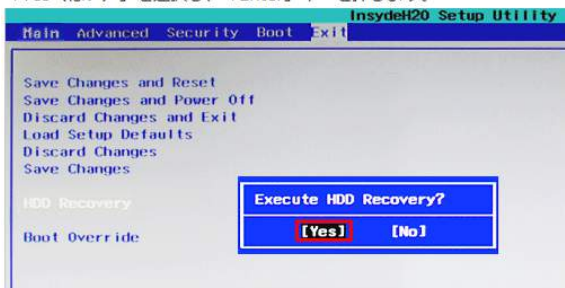 InsydeH20 Setup Utility
Main Advanced Security Boot Exit
Save Changes and Reset
Save Changes and Power Off
Discard Changes and Exit
Load Setup Defaults
Discard Changes
Save Changes
HDD Recovery
Execute HDD Recovery?
[Yes] [No]
Boot Override